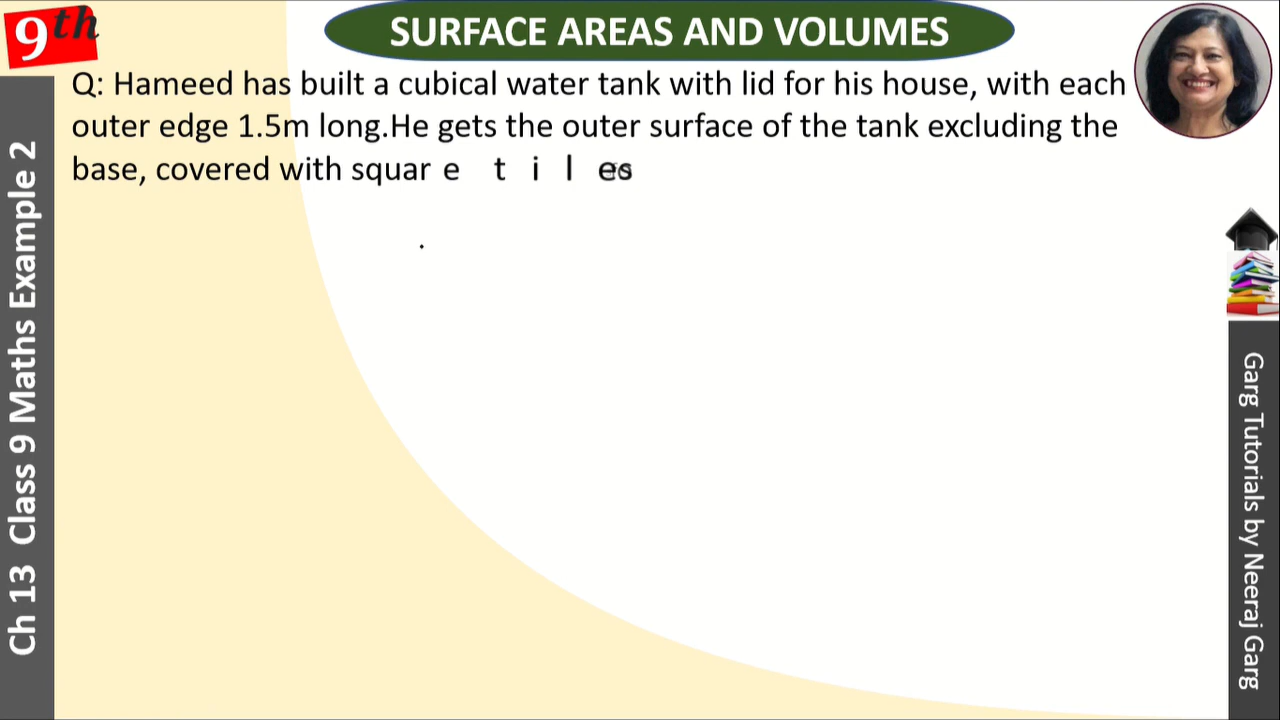 9th
SURFACE AREAS AND VOLUMES
Q: Hameed has built a cubical water tank with lid for his house, with each
outer edge 1.5m long.He gets the outer surface of the tank excluding the
base, covered with square tiles
Ch 13 Class 9 Maths Example 2
Garg Tutorials by Neeraj Garg